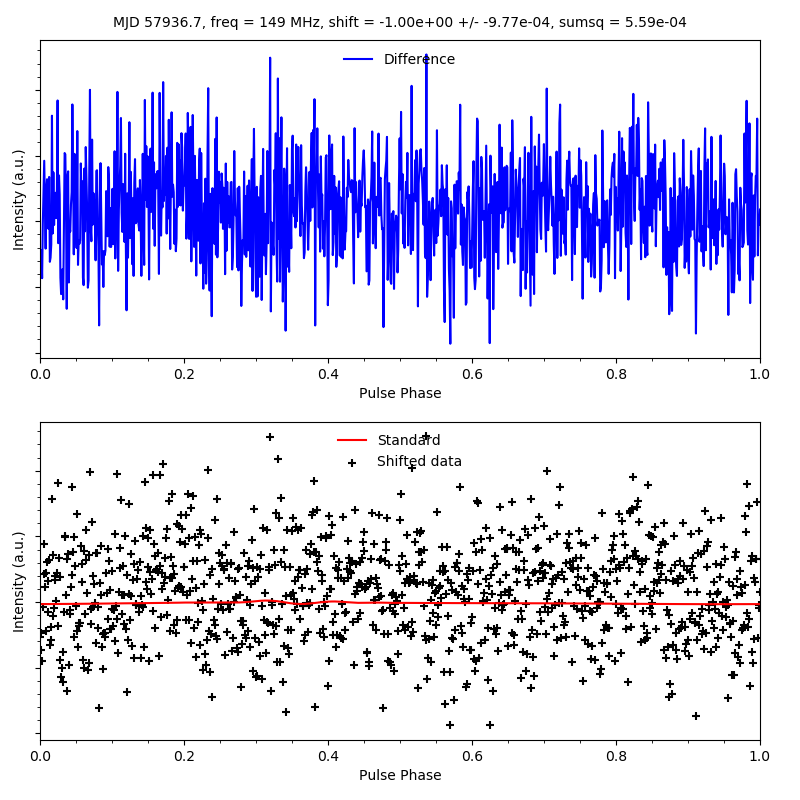 MJD 57936.7, freq = 149 MHz, shift = -1.00e+00 +/- -9.77e-04, sumsq = 5.59e-04
Difference
Intensity (a.u.)
0.0 0.2 0.4 0.6 0.8 1.0
Pulse Phase
Standard
Shifted data
Intensity (a.u.)
0.0 0.2 0.4 0.6 0.8 1.0
Pulse Phase